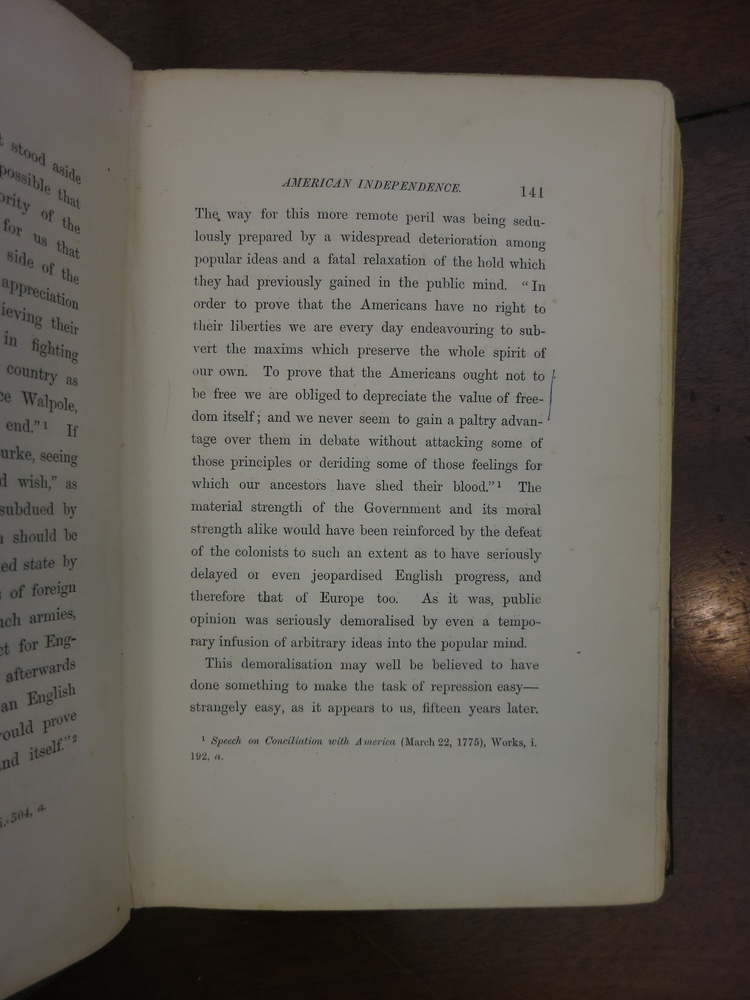 t stood aside
possible that
ority of the
for us that
side of the
appreciation
ieving their
in fighting
country as
ce Walpole,
end."¹ If
urke, seeing
d wish," as
subdued by
should be
ed state by
of foreign
ch armies,
t for Eng-
afterwards
an English
ould prove
nd itself."²
504, a.
AMERICAN INDEPENDENCE. 141
The way for this more remote peril was being sedu-
lously prepared by a widespread deterioration among
popular ideas and a fatal relaxation of the hold which
they had previously gained in the public mind. "In
order to prove that the Americans have no right to
their liberties we are every day endeavouring to sub-
vert the maxims which preserve the whole spirit of
our own. To prove that the Americans ought not to
be free we are obliged to depreciate the value of free-
dom itself; and we never seem to gain a paltry advan-
tage over them in debate without attacking some of
those principles or deriding some of those feelings for
which our ancestors have shed their blood."¹ The
material strength of the Government and its moral
strength alike would have been reinforced by the defeat
of the colonists to such an extent as to have seriously
delayed or even jeopardised English progress, and
therefore that of Europe too. As it was, public
opinion was seriously demoralised by even a tempo-
rary infusion of arbitrary ideas into the popular mind.
This demoralisation may well be believed to have
done something to make the task of repression easy—
strangely easy, as it appears to us, fifteen years later.
¹ Speech on Conciliation with America (March 22, 1775), Works, i.
192, a.